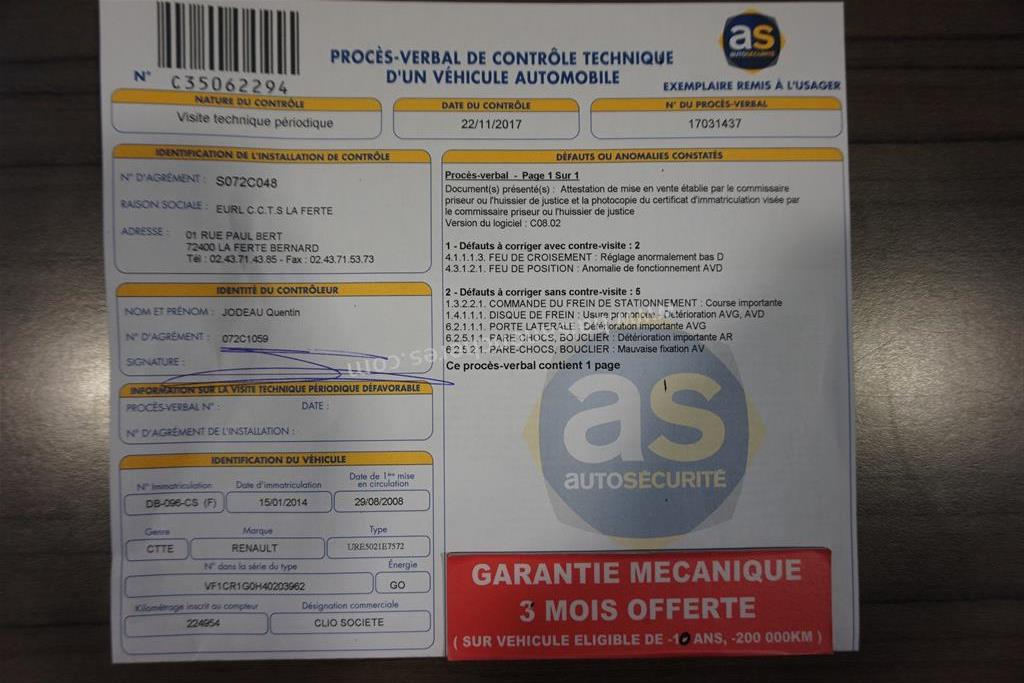 N° C35062294
PROCÈS-VERBAL DE CONTRÔLE TECHNIQUE
D'UN VÉHICULE AUTOMOBILE
as
AUTOSÉCURITÉ
EXEMPLAIRE REMIS À L'USAGER
NATURE DU CONTRÔLE
Visite technique périodique
DATE DU CONTRÔLE
22/11/2017
N° DU PROCÈS-VERBAL
17031437
IDENTIFICATION DE L'INSTALLATION DE CONTRÔLE
N° D'AGRÉMENT : S072C048
RAISON SOCIALE : EURL C.C.T.S LA FERTE
ADRESSE : 01 RUE PAUL BERT
72400 LA FERTE BERNARD
Tél : 02.43.71.43.85 - Fax : 02.43.71.53.73
IDENTITÉ DU CONTRÔLEUR
NOM ET PRÉNOM : JODEAU Quentin
N° D'AGRÉMENT : 072C1059
SIGNATURE :
INFORMATION SUR LA VISITE TECHNIQUE PÉRIODIQUE DÉFAVORABLE
PROCÈS-VERBAL N° : DATE :
N° D'AGRÉMENT DE L'INSTALLATION :
IDENTIFICATION DU VÉHICULE
N° Immatriculation Date d'immatriculation Date de 1ère mise
en circulation
DB-096-CS (F) 15/01/2014 29/08/2008
Genre Marque Type
CTTE RENAULT URE5021E7572
N° dans la série du type Énergie
VF1CR1G0H40203962 GO
Kilométrage inscrit au compteur Désignation commerciale
224954 CLIO SOCIETE
DÉFAUTS OU ANOMALIES CONSTATÉS
Procès-verbal - Page 1 Sur 1
Document(s) présenté(s) : Attestation de mise en vente établie par le commissaire
priseur ou l'huissier de justice et la photocopie du certificat d'immatriculation visée par
le commissaire priseur ou l'huissier de justice
Version du logiciel : C08.02
1 - Défauts à corriger avec contre-visite : 2
4.1.1.1.3. FEU DE CROISEMENT : Réglage anormalement bas D
4.3.1.2.1. FEU DE POSITION : Anomalie de fonctionnement AVD
2 - Défauts à corriger sans contre-visite : 5
1.3.2.2.1. COMMANDE DU FREIN DE STATIONNEMENT : Course importante
1.4.1.1.1. DISQUE DE FREIN : Usure prononcée - Détérioration AVG, AVD
6.2.1.1.1. PORTE LATERALE : Détérioration importante AVG
6.2.5.1.1. PARE-CHOCS, BOUCLIER : Détérioration importante AR
6.2.5.2.1. PARE-CHOCS, BOUCLIER : Mauvaise fixation AV
Ce procès-verbal contient 1 page
as
AUTOSÉCURITÉ
GARANTIE MECANIQUE
3 MOIS OFFERTE
( SUR VEHICULE ELIGIBLE DE -10 ANS, -200 000KM )